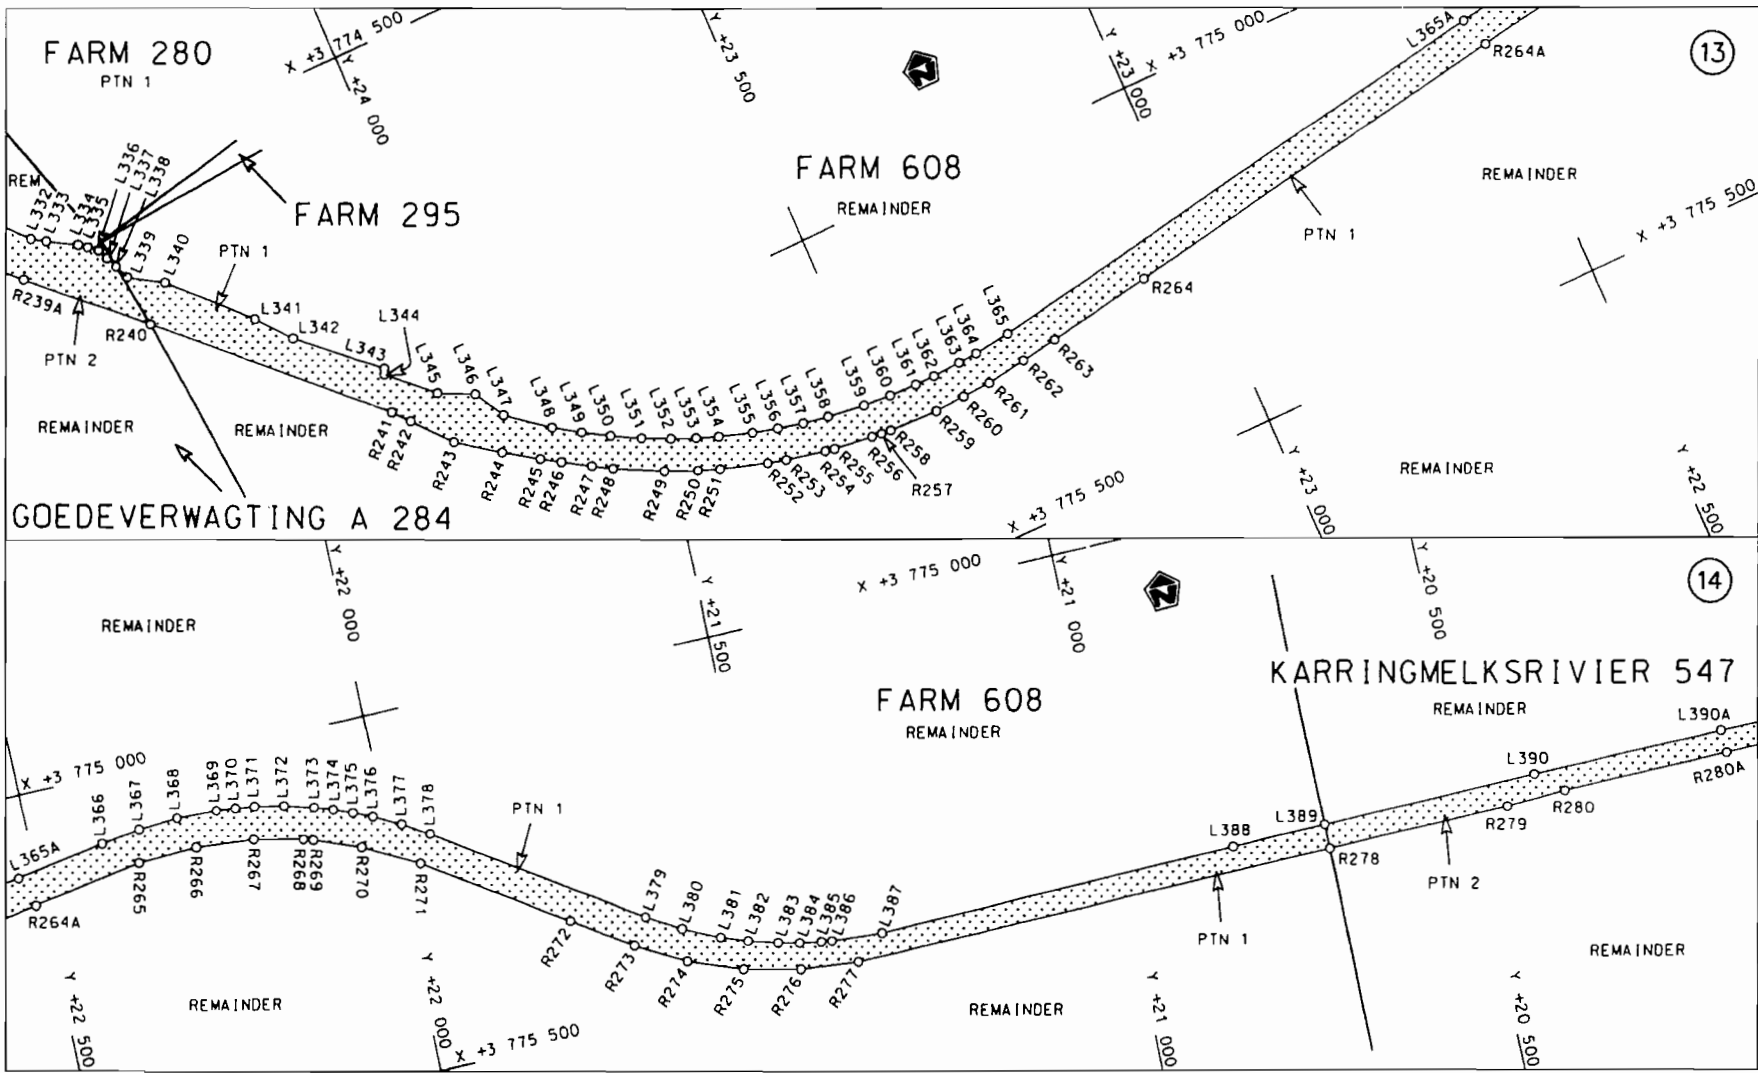 FARM 280
PTN 1
X +3 774 500
Y +24 000
Y +23 500
X +3 775 000
Y +23 000
L365A
R264A
13
REM
L332
L333
L334
L335
L336
L337
L338
L339
L340
FARM 295
PTN 1
FARM 608
REMAINDER
REMAINDER
PTN 1
X +3 775 500
R239A
PTN 2
R240
L341
L342
L343
L344
L345
L346
L347
L348
L349
L350
L351
L352
L353
L354
L355
L356
L357
L358
L359
L360
L361
L362
L363
L364
L365
R264
R263
R262
R261
R260
R259
R258
R257
R256
R255
R254
R253
R252
R251
R250
R249
R248
R247
R246
R245
R244
R243
R242
R241
REMAINDER
REMAINDER
REMAINDER
GOEDEVERWAGTING A 284
X +3 775 500
Y +23 000
Y +22 500
REMAINDER
Y +22 000
Y +21 500
X +3 775 000
Y +21 000
Y +20 500
14
KARRINGMELKSRIVIER 547
REMAINDER
FARM 608
REMAINDER
X +3 775 000
L365A
L366
L367
L368
L369
L370
L371
L372
L373
L374
L375
L376
L377
L378
PTN 1
L379
L380
L381
L382
L383
L384
L385
L386
L387
L388
L389
L390
L390A
R264A
R265
R266
R267
R268
R269
R270
R271
R272
R273
R274
R275
R276
R277
R278
R279
R280
R280A
PTN 1
PTN 2
REMAINDER
REMAINDER
REMAINDER
Y +22 500
Y +22 000
X +3 775 500
Y +21 000
Y +20 500